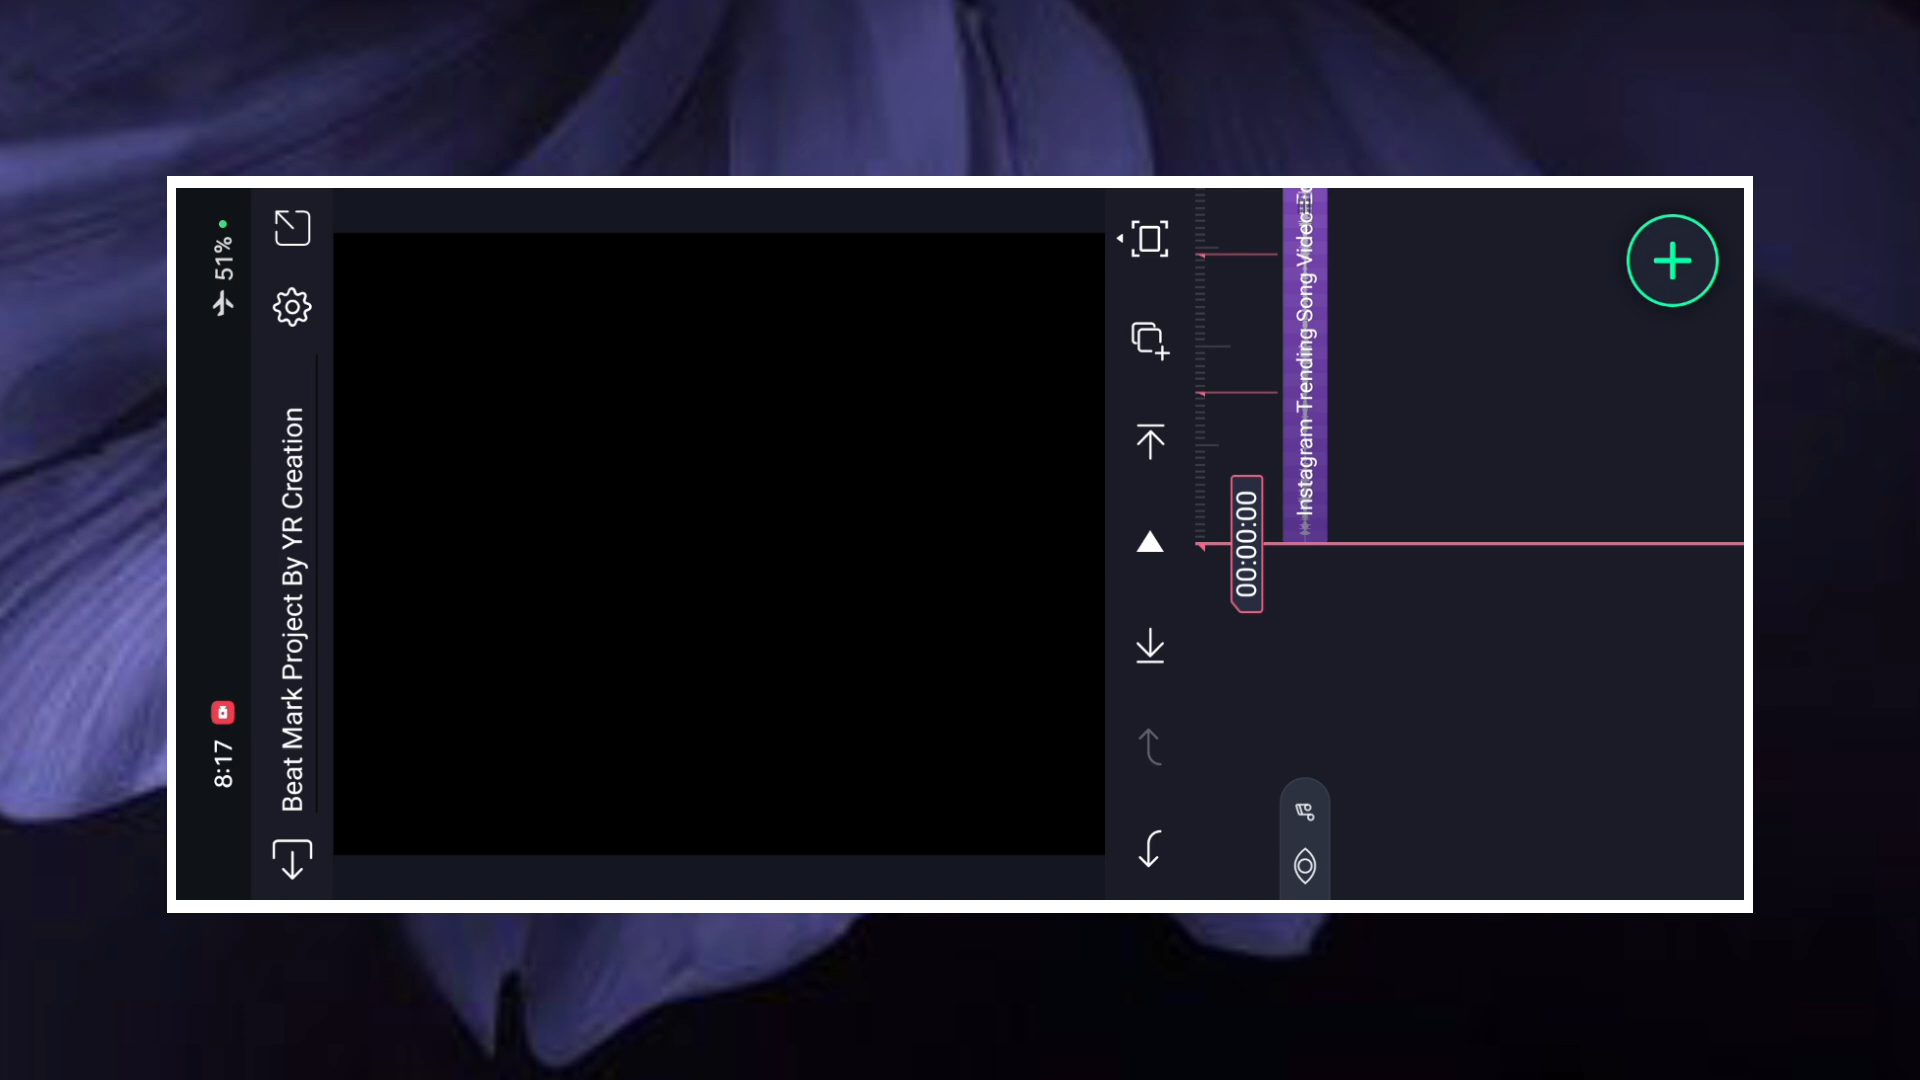 8:17
51%
Beat Mark Project By YR Creation
00:00:00
Instagram Trending Song Video